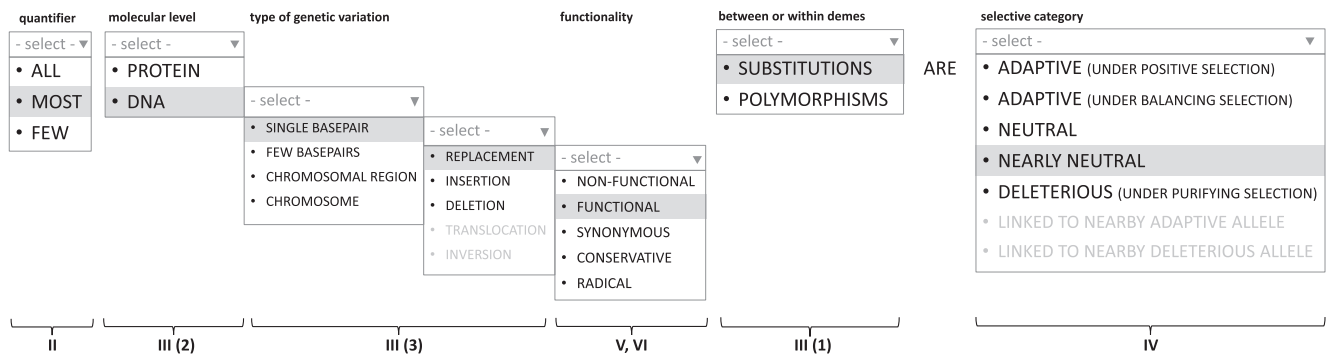 quantifier
molecular level
type of genetic variation
functionality
between or within demes
selective category
- select - ▼
• ALL
• MOST
• FEW
- select - ▼
• PROTEIN
• DNA
- select - ▼
• SINGLE BASEPAIR
• FEW BASEPAIRS
• CHROMOSOMAL REGION
• CHROMOSOME
- select - ▼
• REPLACEMENT
• INSERTION
• DELETION
• TRANSLOCATION
• INVERSION
- select - ▼
• NON-FUNCTIONAL
• FUNCTIONAL
• SYNONYMOUS
• CONSERVATIVE
• RADICAL
- select - ▼
• SUBSTITUTIONS
• POLYMORPHISMS
ARE
- select - ▼
• ADAPTIVE (UNDER POSITIVE SELECTION)
• ADAPTIVE (UNDER BALANCING SELECTION)
• NEUTRAL
• NEARLY NEUTRAL
• DELETERIOUS (UNDER PURIFYING SELECTION)
• LINKED TO NEARBY ADAPTIVE ALLELE
• LINKED TO NEARBY DELETERIOUS ALLELE
II
III (2)
III (3)
V, VI
III (1)
IV